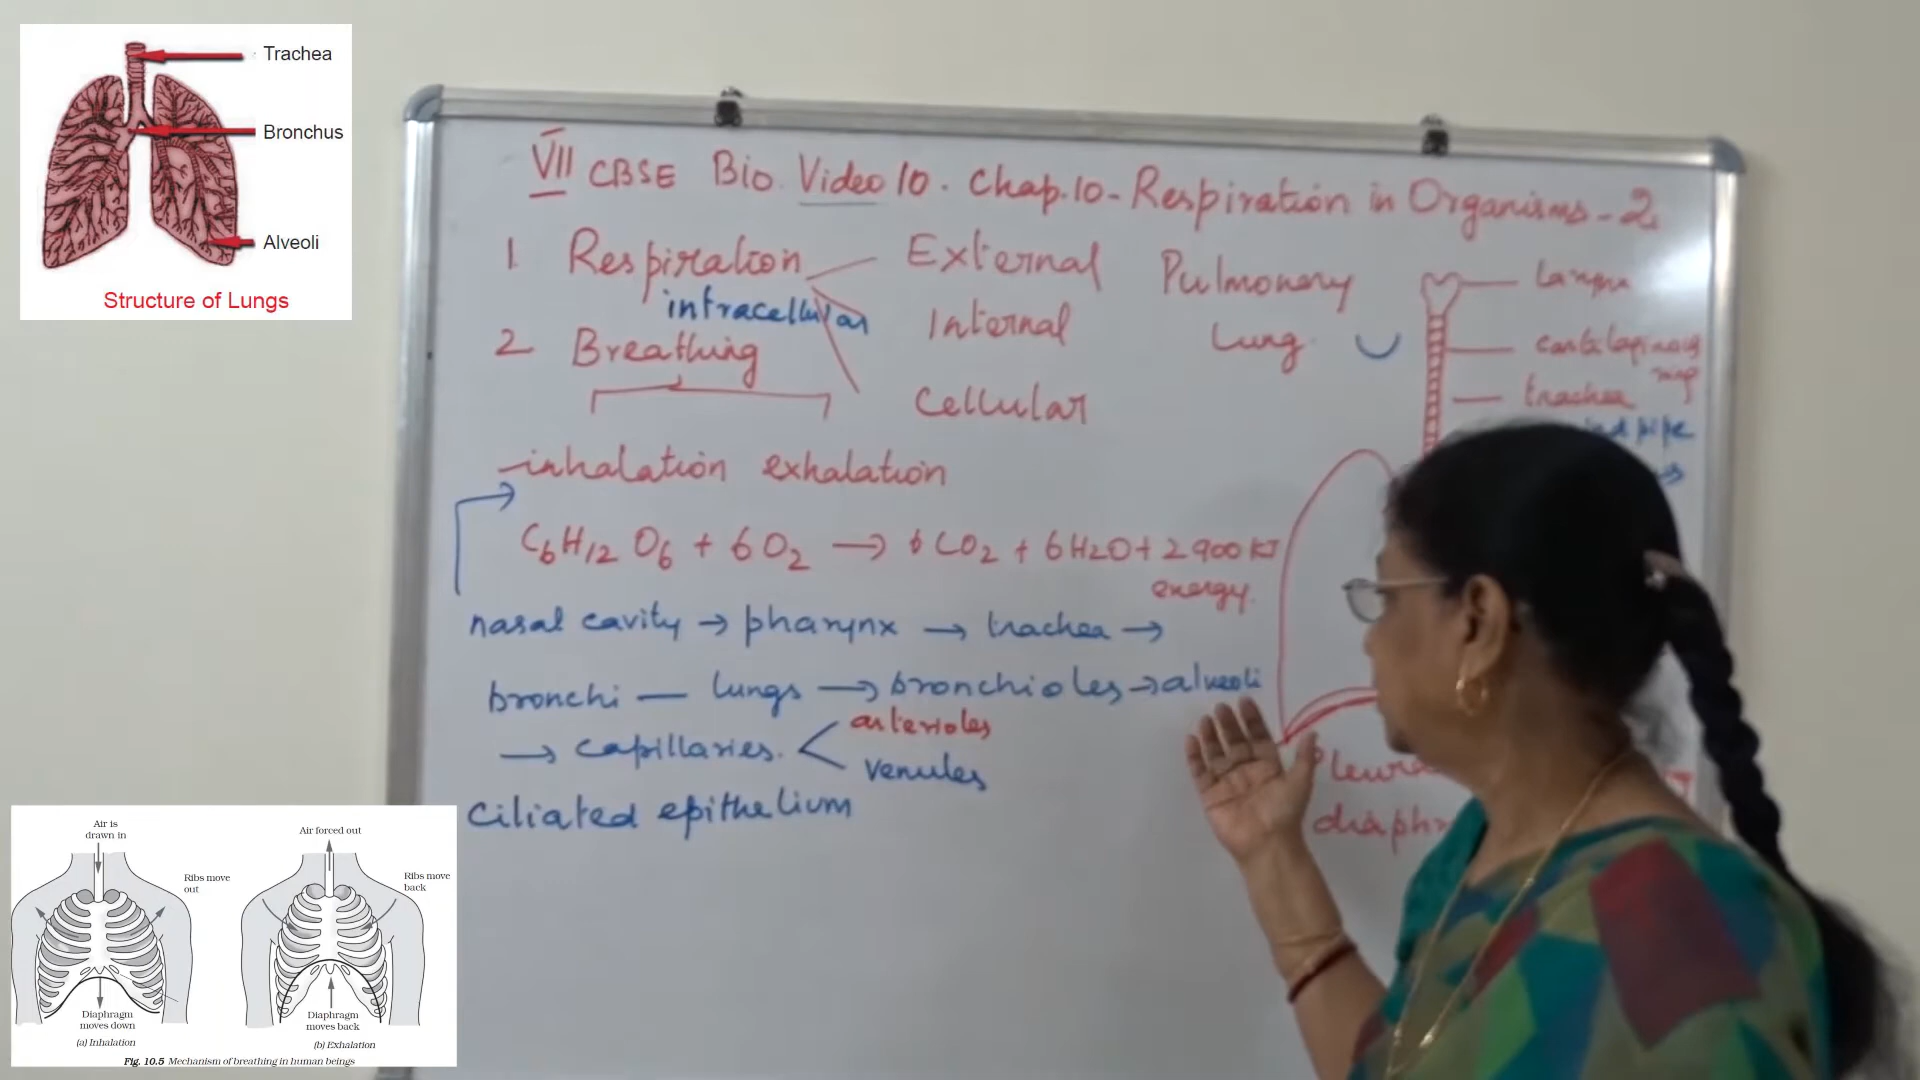 Trachea
Bronchus
Alveoli
Structure of Lungs
VII CBSE Bio. Video 10. Chap.10- Respiration in Organisms - 2.
1 Respiration External Pulmonary
intracellular Internal Lung
2 Breathing
Cellular
inhalation exhalation
C6H12O6 + 6O2 → 6CO2 + 6H2O + 2900 KJ
energy.
nasal cavity → pharynx → trachea →
bronchi — lungs → bronchioles → alveoli
→ capillaries. arterioles
venules
ciliated epithelium
trachea
pipe
Air is
drawn in
Ribs move
out
Diaphragm
moves down
(a) Inhalation
Air forced out
Ribs move
back
Diaphragm
moves back
(b) Exhalation
Fig. 10.5 Mechanism of breathing in human beings